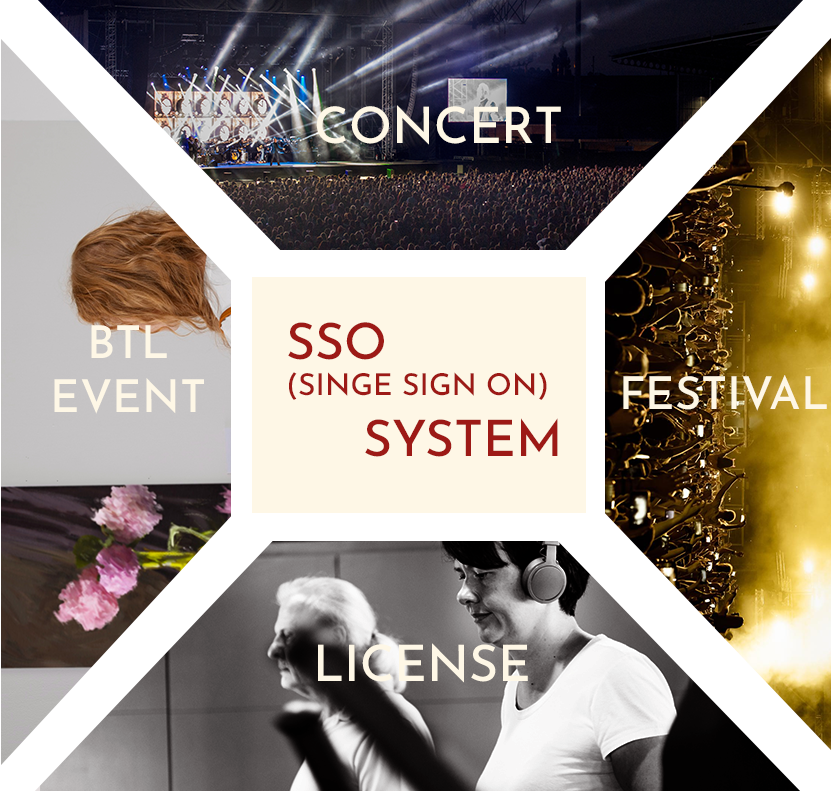 CONCERT
BTL
EVENT
SSO
(SINGE SIGN ON)
SYSTEM
FESTIVAL
LICENSE